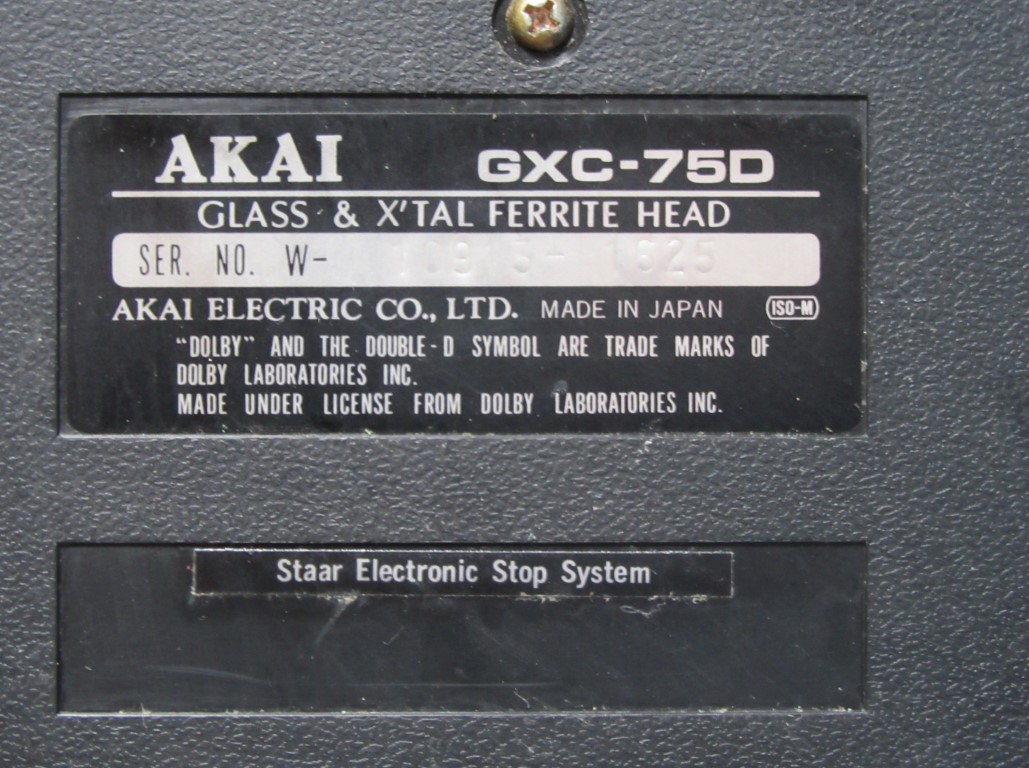 AKAI GXC-75D
GLASS & X'TAL FERRITE HEAD
SER. NO. W-
AKAI ELECTRIC CO., LTD. MADE IN JAPAN ISO-M
“DOLBY” AND THE DOUBLE-D SYMBOL ARE TRADE MARKS OF
DOLBY LABORATORIES INC.
MADE UNDER LICENSE FROM DOLBY LABORATORIES INC.
Staar Electronic Stop System